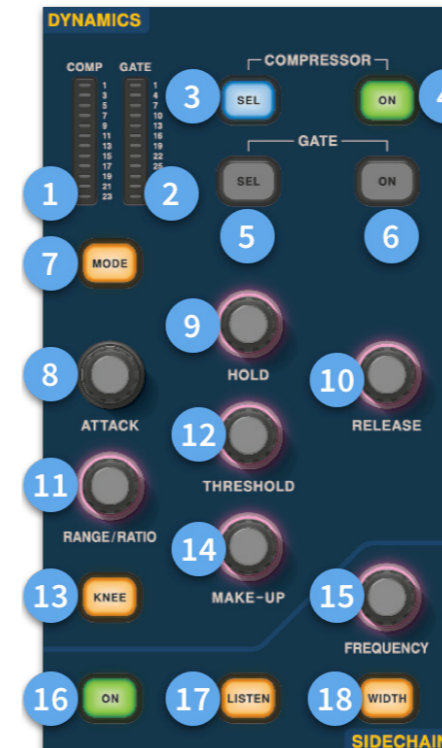 DYNAMICS
COMP GATE
1 1
3 4
5 7
7 10
9 13
11 16
13 19
15 22
17 25
19
21
23
COMPRESSOR
3 SEL ON 4
GATE
1 2 SEL ON
5 6
7 MODE
9 HOLD
8 ATTACK
10 RELEASE
12 THRESHOLD
11 RANGE/RATIO
14 MAKE-UP
13 KNEE
15 FREQUENCY
16 ON 17 LISTEN 18 WIDTH
SIDECHAIN